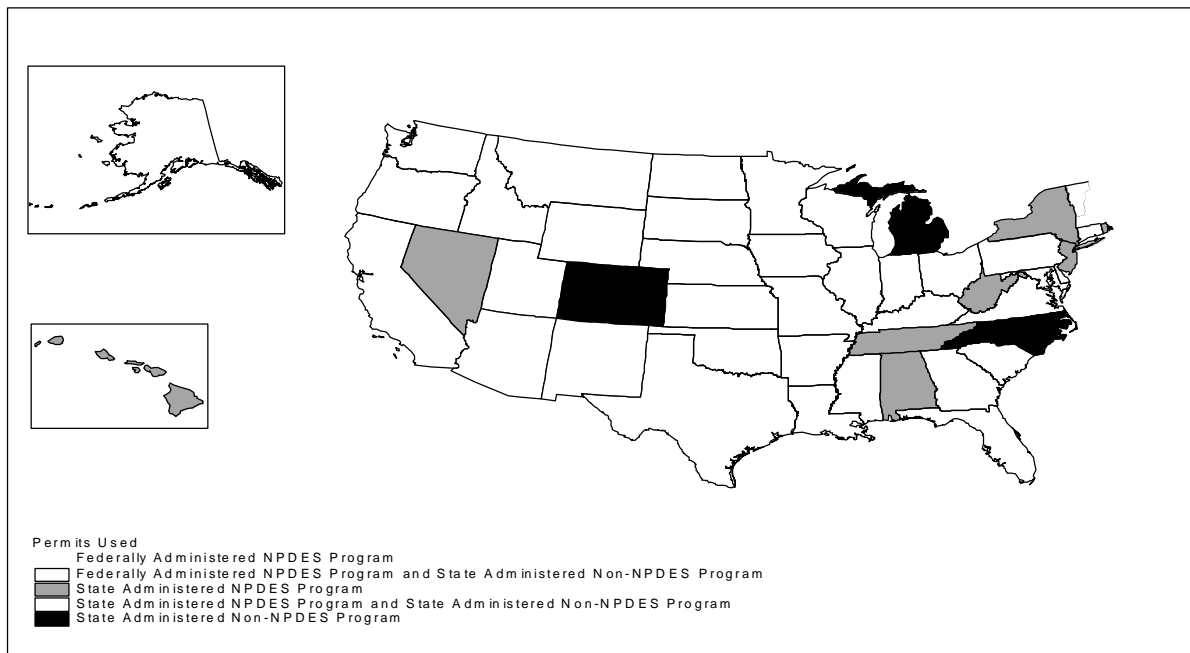 Permits Used
Federally Administered NPDES Program
Federally Administered NPDES Program and State Administered Non-NPDES Program
State Administered NPDES Program
State Administered NPDES Program and State Administered Non-NPDES Program
State Administered Non-NPDES Program